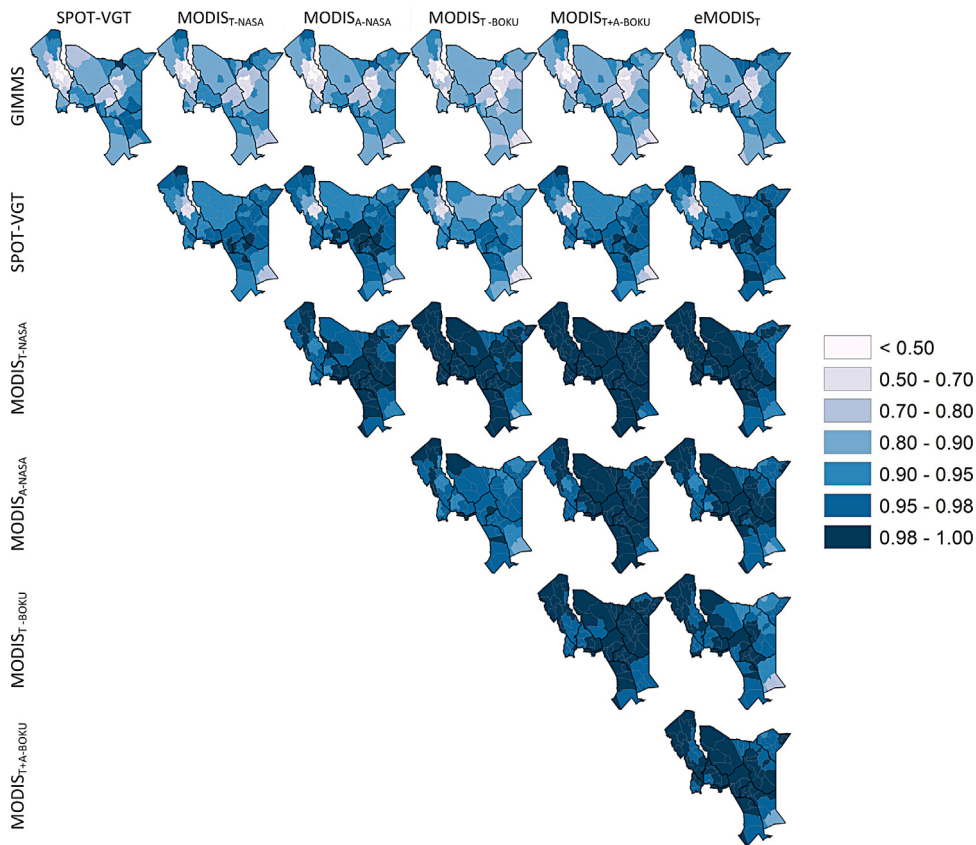 SPOT-VGT MODIST-NASA MODISA-NASA MODIST -BOKU MODIST+A-BOKU eMODIST
GIMMS
SPOT-VGT
MODIST-NASA
< 0.50
0.50 - 0.70
0.70 - 0.80
0.80 - 0.90
0.90 - 0.95
0.95 - 0.98
0.98 - 1.00
MODISA-NASA
MODIST -BOKU
MODIST+A-BOKU